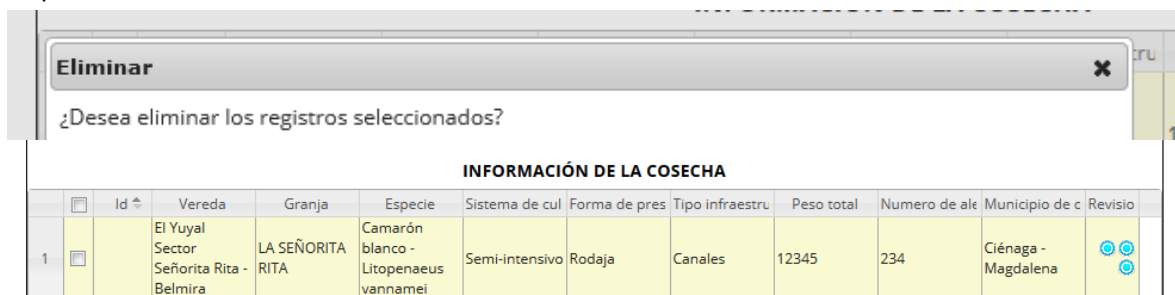 Eliminar
¿Desea eliminar los registros seleccionados?
INFORMACIÓN DE LA COSECHA
Id Vereda Granja Especie Sistema de cul Forma de pres Tipo infraestru Peso total Numero de ale Municipio de c Revisio
1
El Yuyal
Sector
Señorita Rita -
Belmira
LA SEÑORITA
RITA
Camarón
blanco -
Litopenaeus
vannamei
Semi-intensivo
Rodaja
Canales
12345
234
Ciénaga -
Magdalena